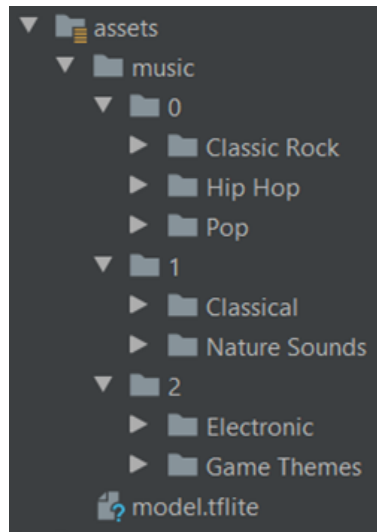 assets
music
0
Classic Rock
Hip Hop
Pop
1
Classical
Nature Sounds
2
Electronic
Game Themes
model.tflite